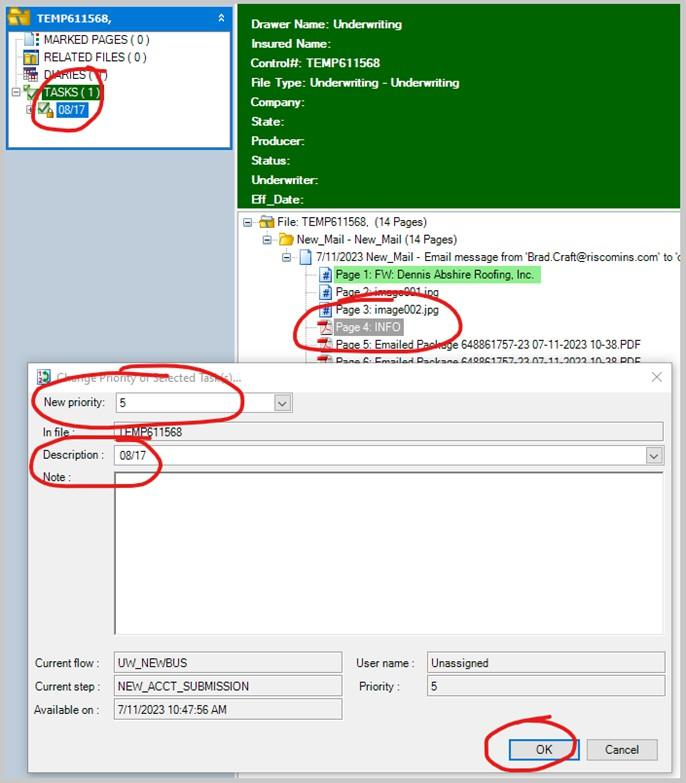 TEMP611568,
MARKED PAGES ( 0 )
RELATED FILES ( 0 )
DIARIES ( 1 )
TASKS ( 1 )
08/17
Drawer Name: Underwriting
Insured Name:
Control#: TEMP611568
File Type: Underwriting - Underwriting
Company:
State:
Producer:
Status:
Underwriter:
Eff_Date:
File: TEMP611568, (14 Pages)
New_Mail - New_Mail (14 Pages)
7/11/2023 New_Mail - Email message from 'Brad.Craft@riscomins.com' to
Page 1: FW: Dennis Abshire Roofing, Inc.
Page 2: image001.jpg
Page 3: image002.jpg
Page 4: INFO
Page 5: Emailed Package 648861757-23 07-11-2023 10-38.PDF
Page 6: Emailed Package 648861757-23 07-11-2023 10-38.PDF
Change Priority of Selected Task(s)...
New priority: 5
In file : TEMP611568
Description : 08/17
Note :
Current flow : UW_NEWBUS
User name : Unassigned
Current step : NEW_ACCT_SUBMISSION
Priority : 5
Available on : 7/11/2023 10:47:56 AM
OK
Cancel